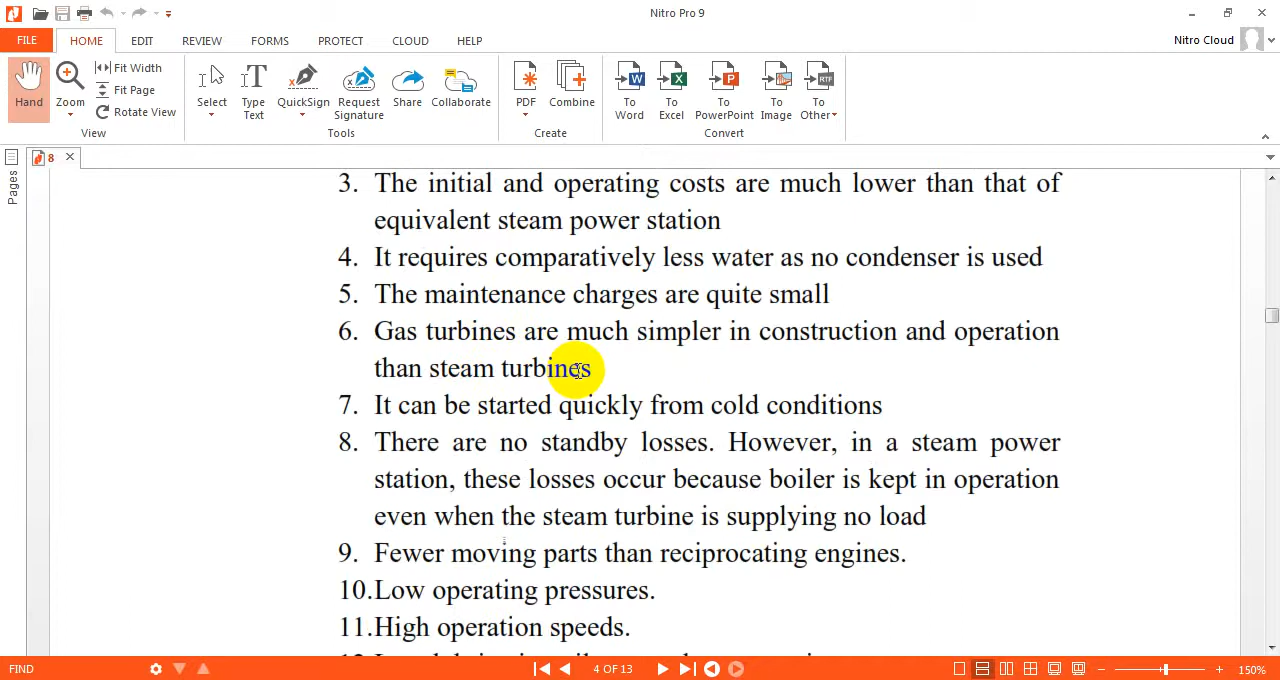 Nitro Pro 9
FILE HOME EDIT REVIEW FORMS PROTECT CLOUD HELP
Nitro Cloud
Hand
Zoom
Fit Width
Fit Page
Rotate View
View
Select
Type Text
QuickSign
Request Signature
Share
Collaborate
Tools
PDF
Combine
Create
To Word
To Excel
To PowerPoint
To Image
To Other
Convert
8
Pages
3. The initial and operating costs are much lower than that of
equivalent steam power station
4. It requires comparatively less water as no condenser is used
5. The maintenance charges are quite small
6. Gas turbines are much simpler in construction and operation
than steam turbines
7. It can be started quickly from cold conditions
8. There are no standby losses. However, in a steam power
station, these losses occur because boiler is kept in operation
even when the steam turbine is supplying no load
9. Fewer moving parts than reciprocating engines.
10.Low operating pressures.
11.High operation speeds.
FIND
4 OF 13
150%